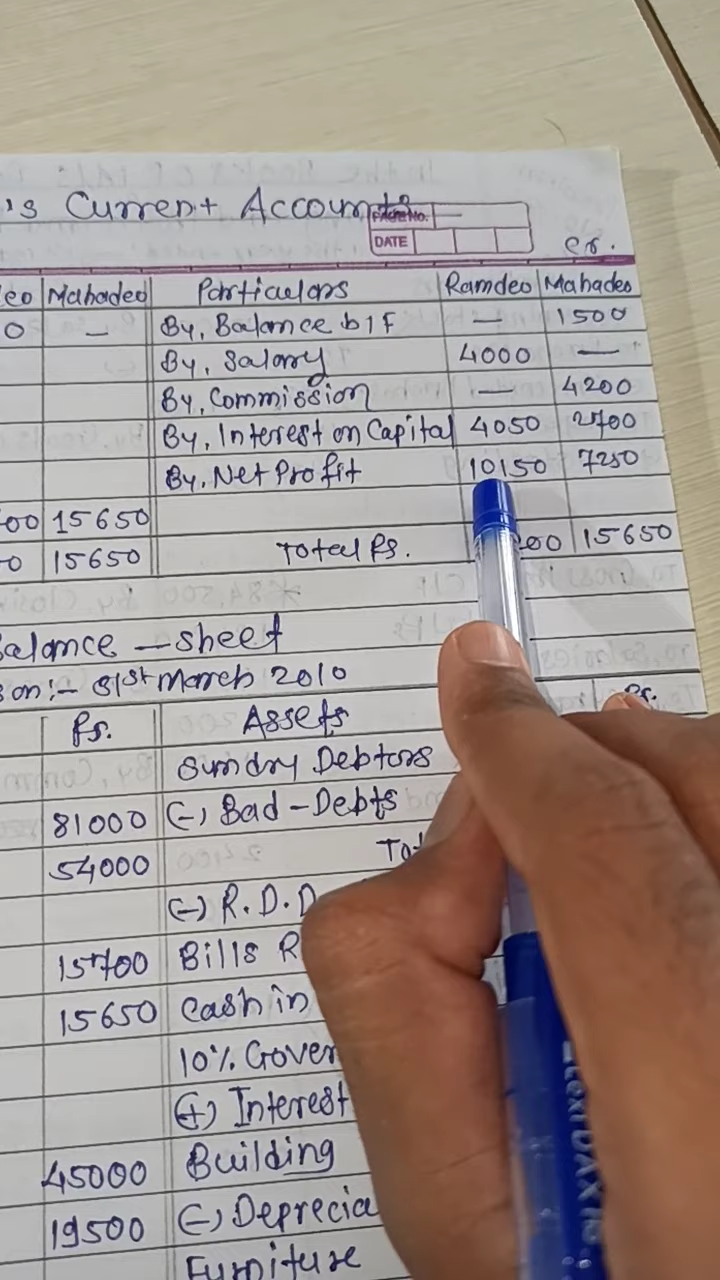 's Current Accounts
PAGE NO.
DATE
cr.
eo Mahadeo Particulars Ramdeo Mahadeo
0 — By, Balance b/F — 1500
By, Salary 4000 —
By, Commission — 4200
By, Interest on Capital 4050 2700
By, Net Profit 10150 7250
00 15650
0 15650 Total Rs. 200 15650
Balance - sheet
s on:- 31st March 2010
Rs. Assets Rs.
Sundry Debtors
81000 (-) Bad - Debts
54000
(-) R.D.D
15700 Bills R
15650 Cash in
10% Gover
(+) Interest
45000 Building
19500 (-) Deprecia
Furniture